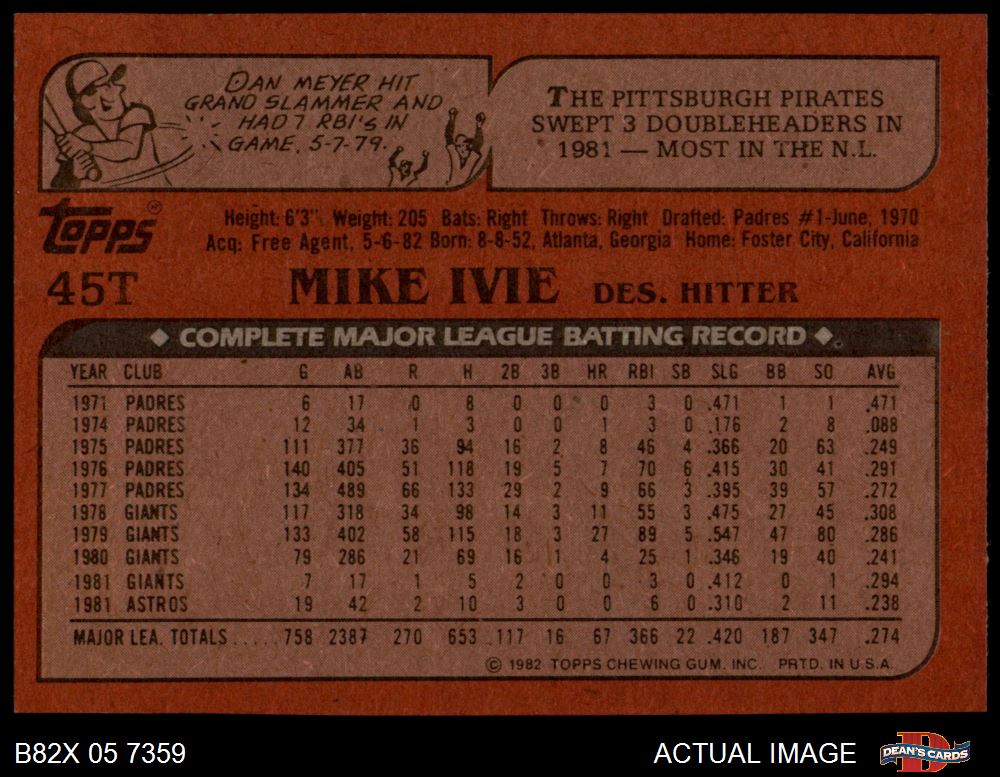 DAN MEYER HIT
GRAND SLAMMER AND
HAD 7 RBI'S IN
GAME, 5-7-79.
THE PITTSBURGH PIRATES
SWEPT 3 DOUBLEHEADERS IN
1981 — MOST IN THE N.L.
TOPPS ®
Height: 6'3" Weight: 205 Bats: Right Throws: Right Drafted: Padres #1-June, 1970
Acq: Free Agent, 5-6-82 Born: 8-8-52, Atlanta, Georgia Home: Foster City, California
45T MIKE IVIE DES. HITTER
◆ COMPLETE MAJOR LEAGUE BATTING RECORD ◆
YEAR CLUB G AB R H 2B 3B HR RBI SB SLG BB SO AVG
1971 PADRES 6 17 0 8 0 0 0 3 0 .471 1 1 .471
1974 PADRES 12 34 1 3 0 0 1 3 0 .176 2 8 .088
1975 PADRES 111 377 36 94 16 2 8 46 4 .366 20 63 .249
1976 PADRES 140 405 51 118 19 5 7 70 6 .415 30 41 .291
1977 PADRES 134 489 66 133 29 2 9 66 3 .395 39 57 .272
1978 GIANTS 117 318 34 98 14 3 11 55 3 .475 27 45 .308
1979 GIANTS 133 402 58 115 18 3 27 89 5 .547 47 80 .286
1980 GIANTS 79 286 21 69 16 1 4 25 1 .346 19 40 .241
1981 GIANTS 7 17 1 5 2 0 0 3 0 .412 0 1 .294
1981 ASTROS 19 42 2 10 3 0 0 6 0 .310 2 11 .238
MAJOR LEA. TOTALS ..... 758 2387 270 653 117 16 67 366 22 .420 187 347 .274
© 1982 TOPPS CHEWING GUM, INC. PRTD. IN U.S.A.
B82X 05 7359
ACTUAL IMAGE
DEAN'S CARDS